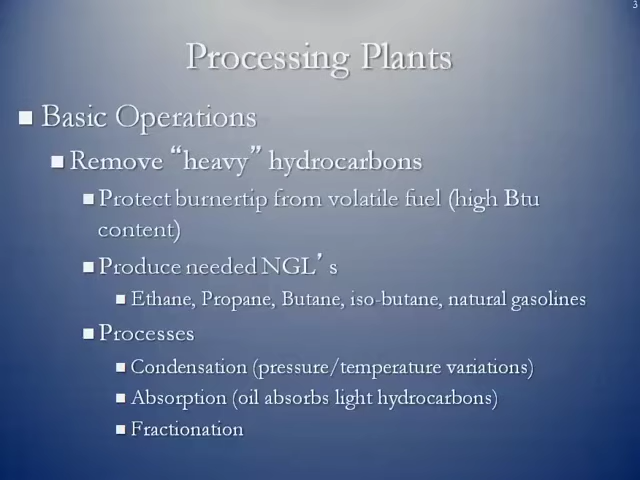 3
Processing Plants
Basic Operations
Remove “heavy” hydrocarbons
Protect burnertip from volatile fuel (high Btu
content)
Produce needed NGL’s
Ethane, Propane, Butane, iso-butane, natural gasolines
Processes
Condensation (pressure/temperature variations)
Absorption (oil absorbs light hydrocarbons)
Fractionation